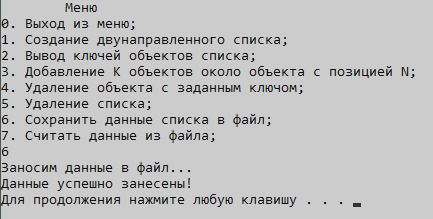 Меню
0. Выход из меню;
1. Создание двунаправленного списка;
2. Вывод ключей объектов списка;
3. Добавление К объектов около объекта с позицией N;
4. Удаление объекта с заданным ключом;
5. Удаление списка;
6. Сохранить данные списка в файл;
7. Считать данные из файла;
6
Заносим данные в файл...
Данные успешно занесены!
Для продолжения нажмите любую клавишу . . .